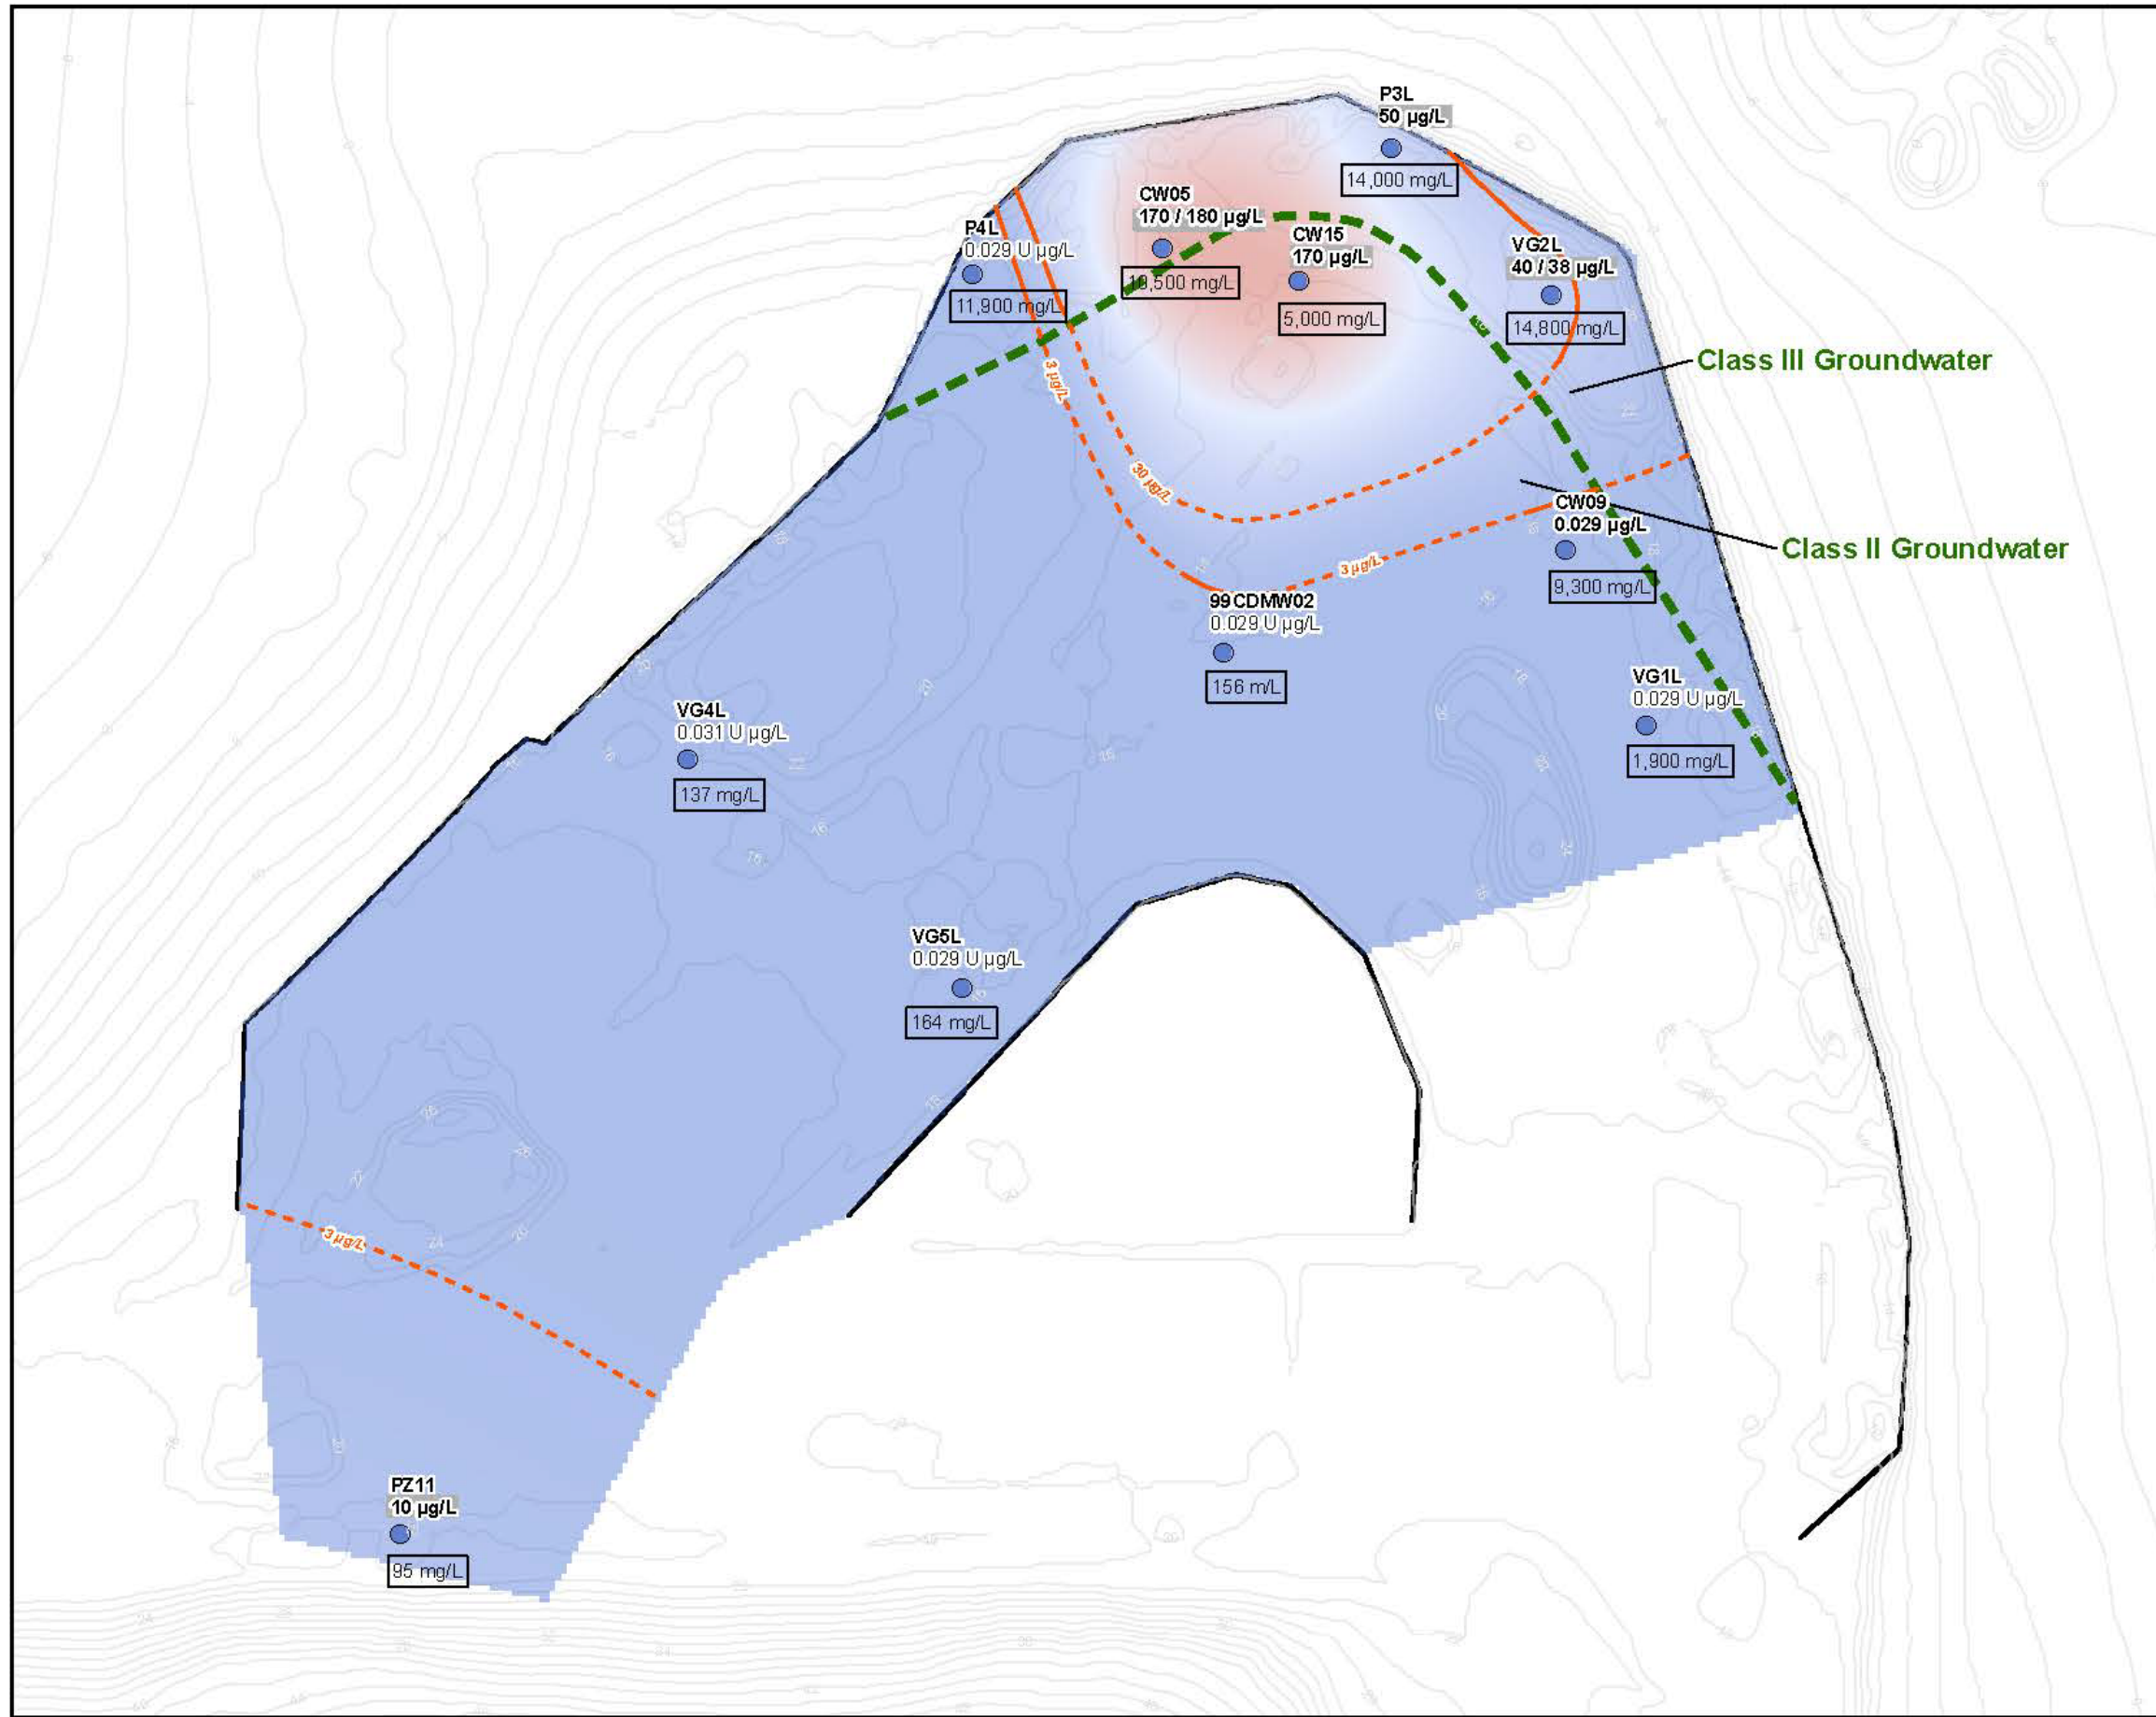 P3L
50 µg/L
14,000 mg/L
CW05
170 / 180 µg/L
10,500 mg/L
CW15
170 µg/L
5,000 mg/L
P4L
0.029 U µg/L
11,900 mg/L
VG2L
40 / 38 µg/L
14,800 mg/L
Class III Groundwater
3 µg/L
30 µg/L
CW09
0.029 µg/L
9,300 mg/L
Class II Groundwater
3 µg/L
99CDMW02
0.029 U µg/L
156 m/L
VG1L
0.029 U µg/L
1,900 mg/L
VG4L
0.031 U µg/L
137 mg/L
VG5L
0.029 U µg/L
164 mg/L
3 µg/L
PZ11
10 µg/L
95 mg/L